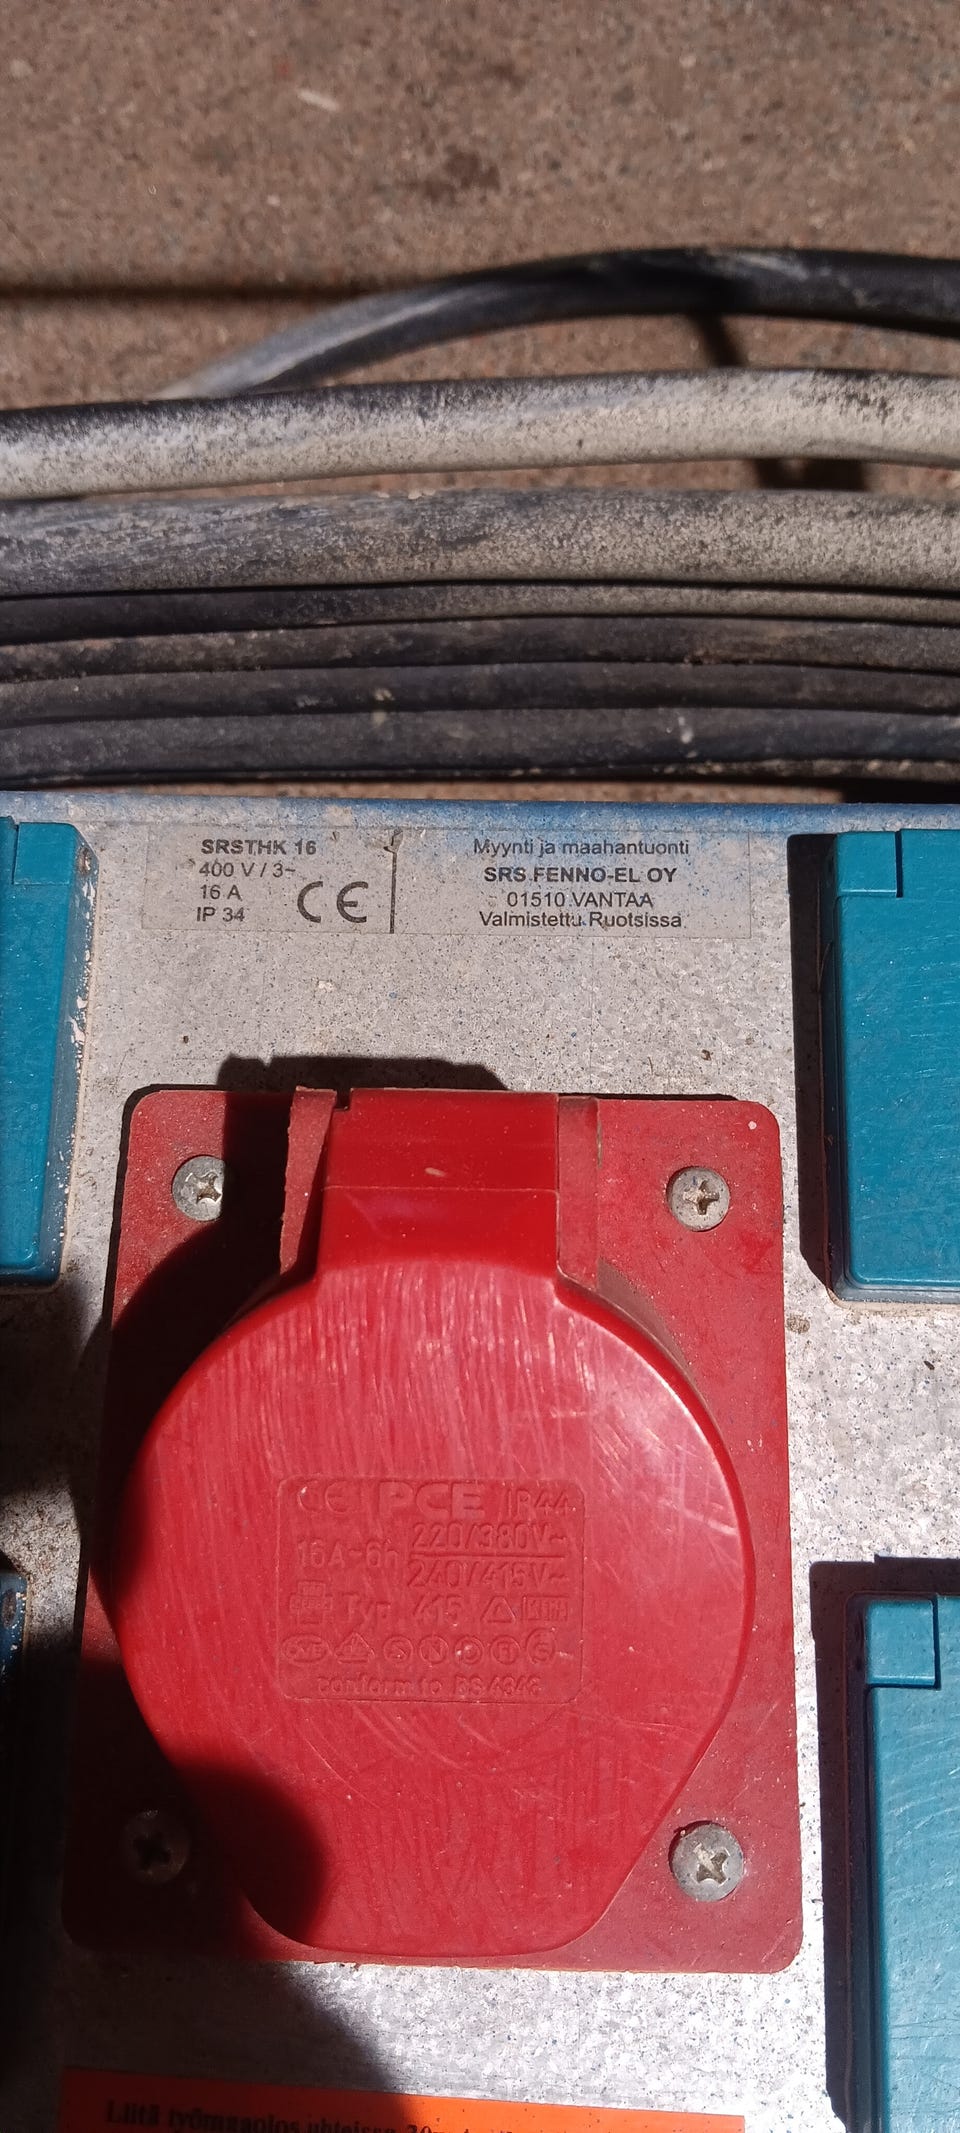 SRSTHK 16
400 V / 3~
16 A
IP 34
CE
Myynti ja maahantuonti
SRS FENNO-EL OY
01510 VANTAA
Valmistettu Ruotsissa
CE PCE IP44
16A-6h 220/380V~
240/415V~
Typ 415
S N D
conform to BS 4343
Liitä